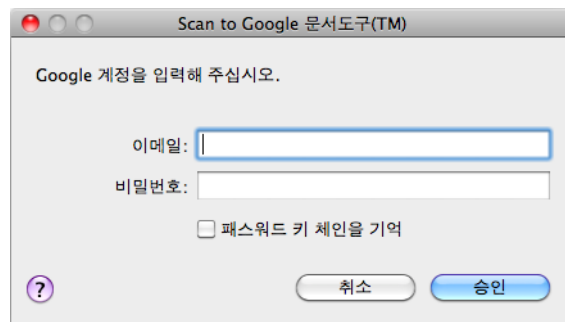 Scan to Google 문서도구(TM)
Google 계정을 입력해 주십시오.
이메일:
비밀번호:
패스워드 키 체인을 기억
?
취소
승인